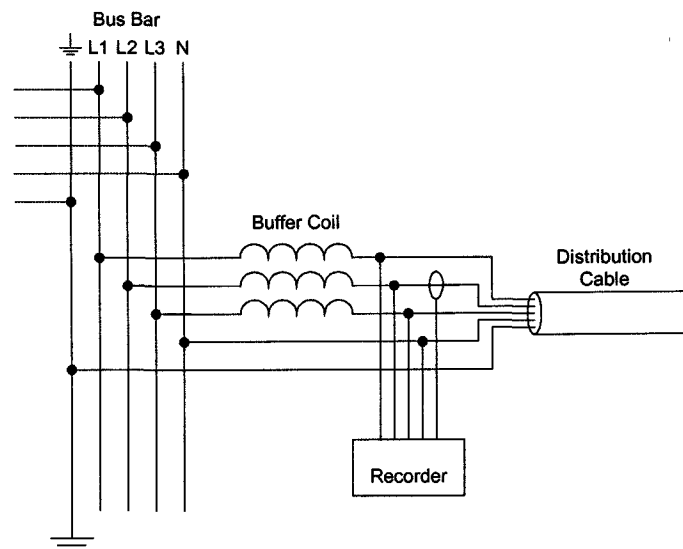 Bus Bar
L1 L2 L3 N
Buffer Coil
Distribution
Cable
Recorder